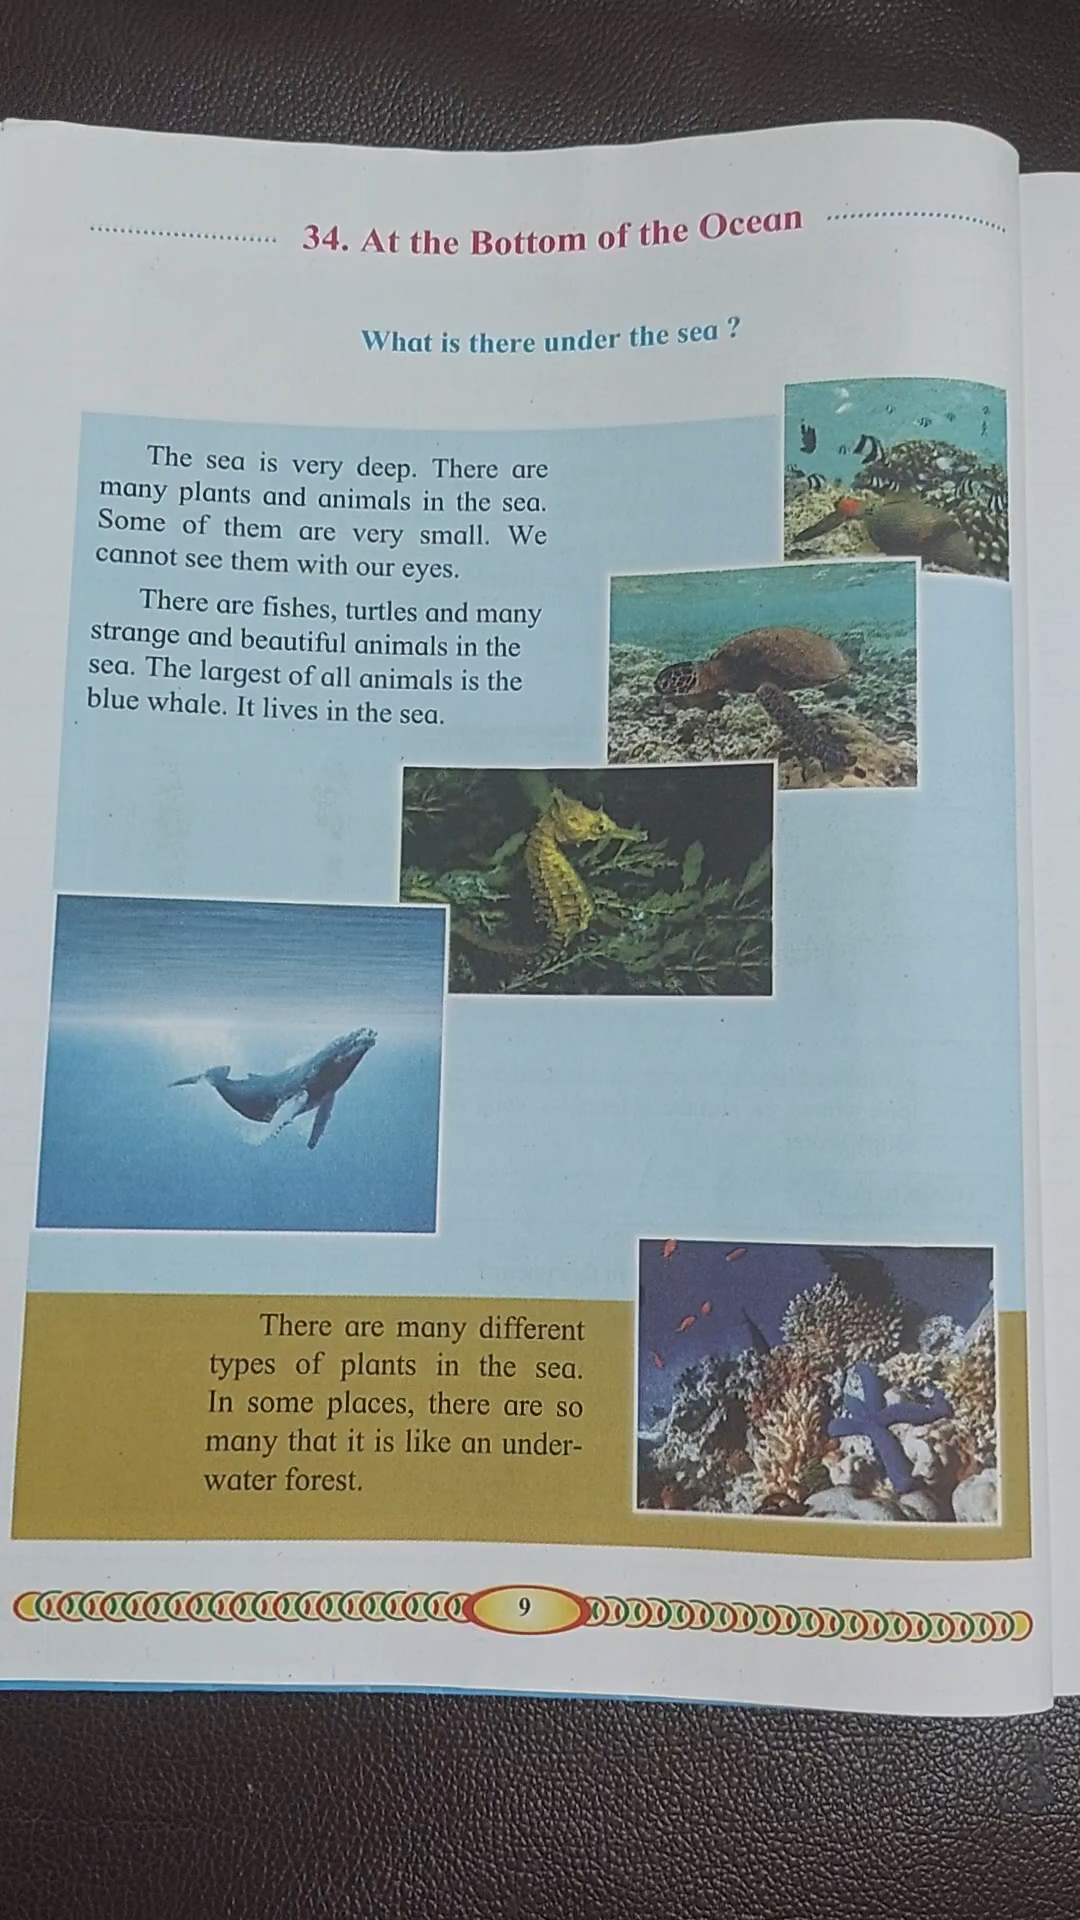 34. At the Bottom of the Ocean
What is there under the sea ?
The sea is very deep. There are
many plants and animals in the sea.
Some of them are very small. We
cannot see them with our eyes.
There are fishes, turtles and many
strange and beautiful animals in the
sea. The largest of all animals is the
blue whale. It lives in the sea.
There are many different
types of plants in the sea.
In some places, there are so
many that it is like an under-
water forest.
9